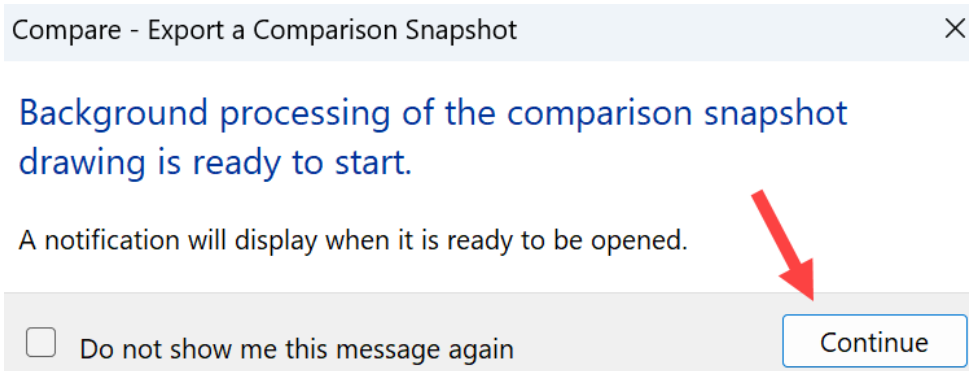 Compare - Export a Comparison Snapshot
Background processing of the comparison snapshot
drawing is ready to start.
A notification will display when it is ready to be opened.
Do not show me this message again
Continue